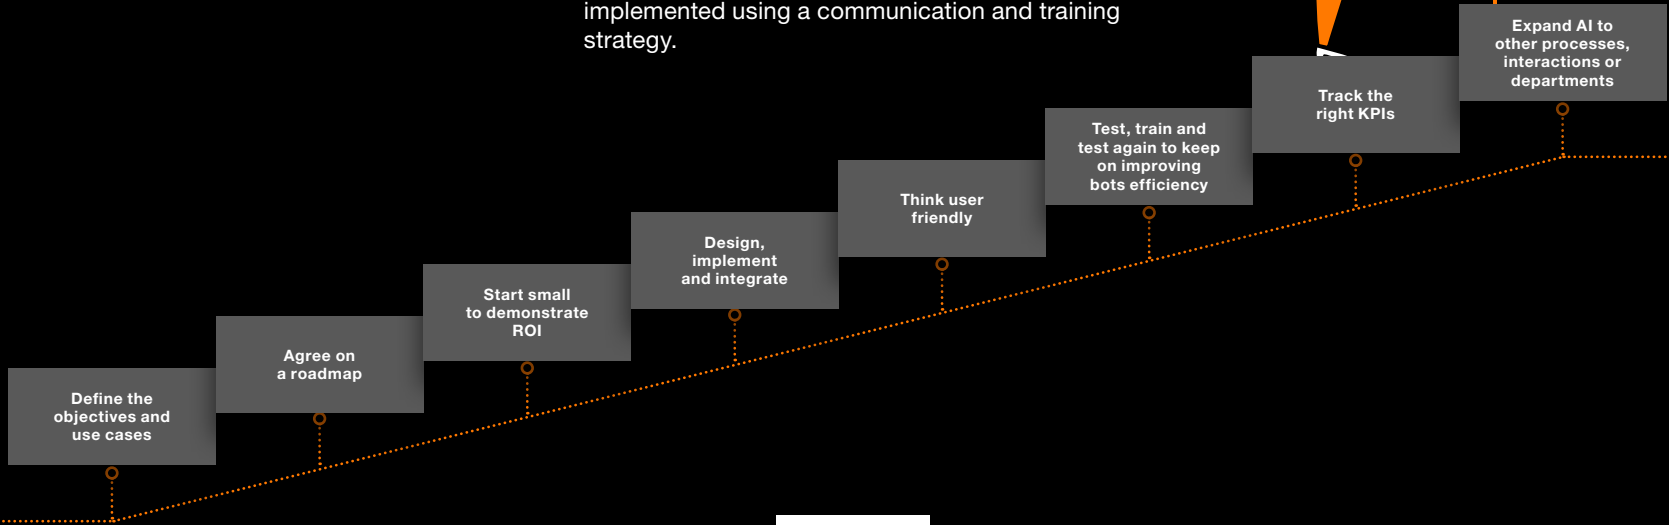 implemented using a communication and training
strategy.
Define the
objectives and
use cases
Agree on
a roadmap
Start small
to demonstrate
ROI
Design,
implement
and integrate
Think user
friendly
Test, train and
test again to keep
on improving
bots efficiency
Track the
right KPIs
Expand AI to
other processes,
interactions or
departments